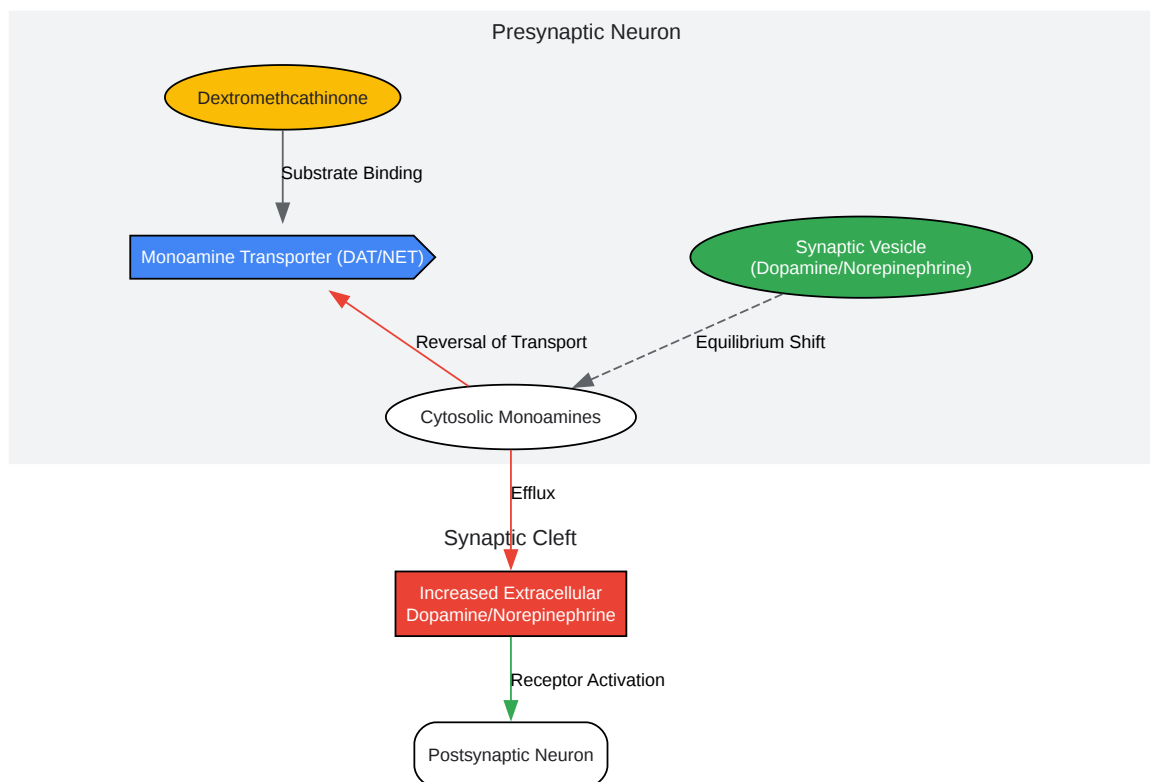 Presynaptic Neuron
Dextromethcathinone
Substrate Binding
Monoamine Transporter (DAT/NET)
Synaptic Vesicle
(Dopamine/Norepinephrine)
Reversal of Transport
Equilibrium Shift
Cytosolic Monoamines
Efflux
Synaptic Cleft
Increased Extracellular
Dopamine/Norepinephrine
Receptor Activation
Postsynaptic Neuron